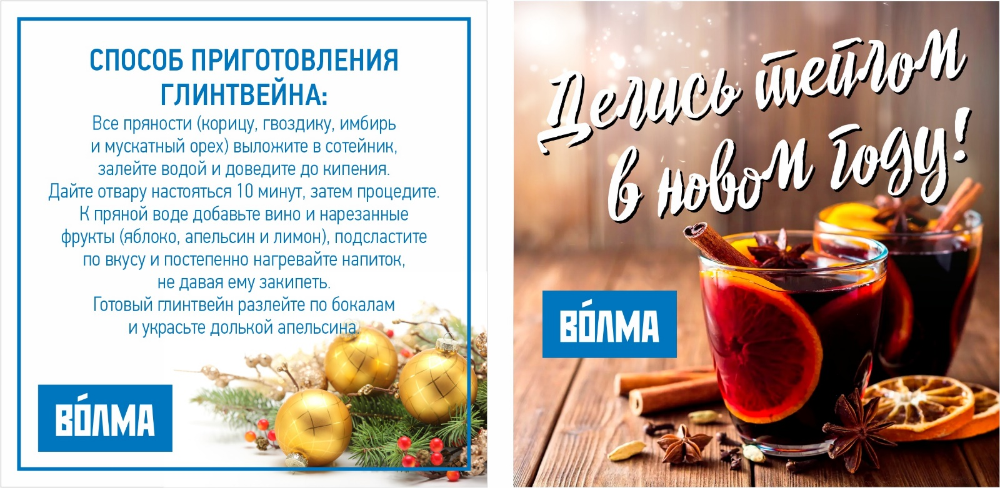 СПОСОБ ПРИГОТОВЛЕНИЯ
ГЛИНТВЕЙНА:
Все пряности (корицу, гвоздику, имбирь
и мускатный орех) выложите в сотейник,
залейте водой и доведите до кипения.
Дайте отвару настояться 10 минут, затем процедите.
К пряной воде добавьте вино и нарезанные
фрукты (яблоко, апельсин и лимон), подсластите
по вкусу и постепенно нагревайте напиток,
не давая ему закипеть.
Готовый глинтвейн разлейте по бокалам
и украсьте долькой апельсина.
ВО́ЛМА
Делись теплом
в новом году!
ВО́ЛМА